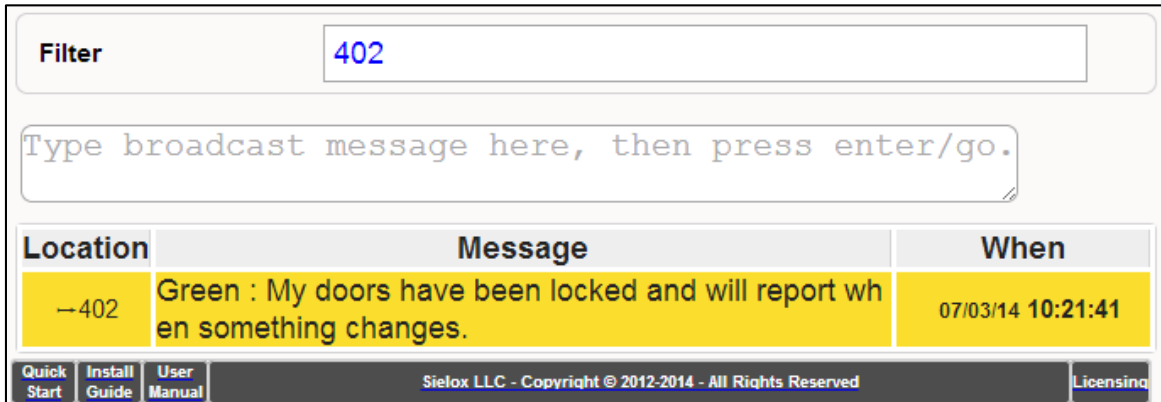 Filter 402
Type broadcast message here, then press enter/go.
Location Message When
→402 Green : My doors have been locked and will report wh
en something changes. 07/03/14 10:21:41
Quick Install User
Start Guide Manual Sielox LLC - Copyright © 2012-2014 - All Rights Reserved Licensing